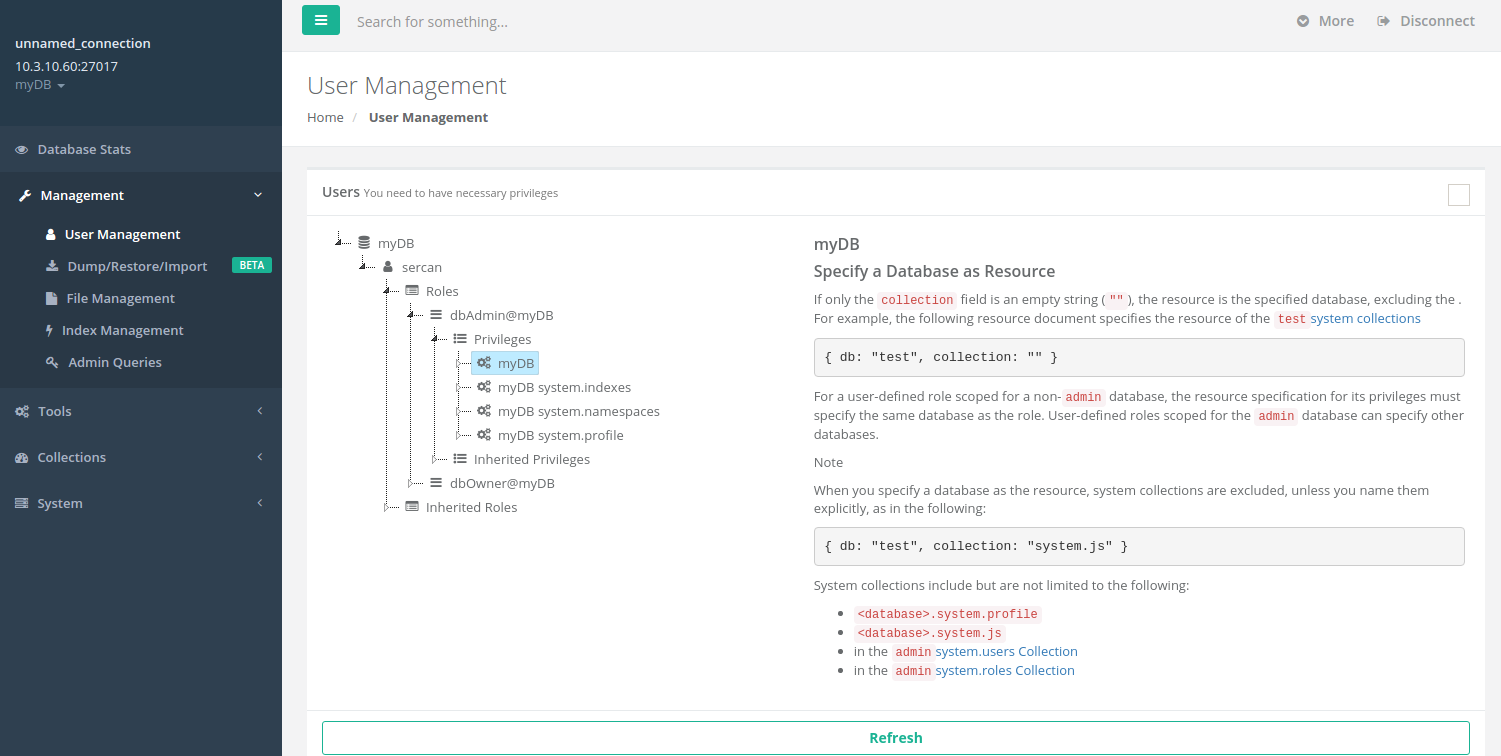 unnamed_connection
10.3.10.60:27017
myDB
Database Stats
Management
User Management
Dump/Restore/Import BETA
File Management
Index Management
Admin Queries
Tools
Collections
System
Search for something...
More Disconnect
User Management
Home / User Management
Users You need to have necessary privileges
myDB
sercan
Roles
dbAdmin@myDB
Privileges
myDB
myDB system.indexes
myDB system.namespaces
myDB system.profile
Inherited Privileges
dbOwner@myDB
Inherited Roles
myDB
Specify a Database as Resource
If only the collection field is an empty string ( "" ), the resource is the specified database, excluding the .
For example, the following resource document specifies the resource of the test system collections
{ db: "test", collection: "" }
For a user-defined role scoped for a non- admin database, the resource specification for its privileges must
specify the same database as the role. User-defined roles scoped for the admin database can specify other
databases.
Note
When you specify a database as the resource, system collections are excluded, unless you name them
explicitly, as in the following:
{ db: "test", collection: "system.js" }
System collections include but are not limited to the following:
<database>.system.profile
<database>.system.js
in the admin system.users Collection
in the admin system.roles Collection
Refresh